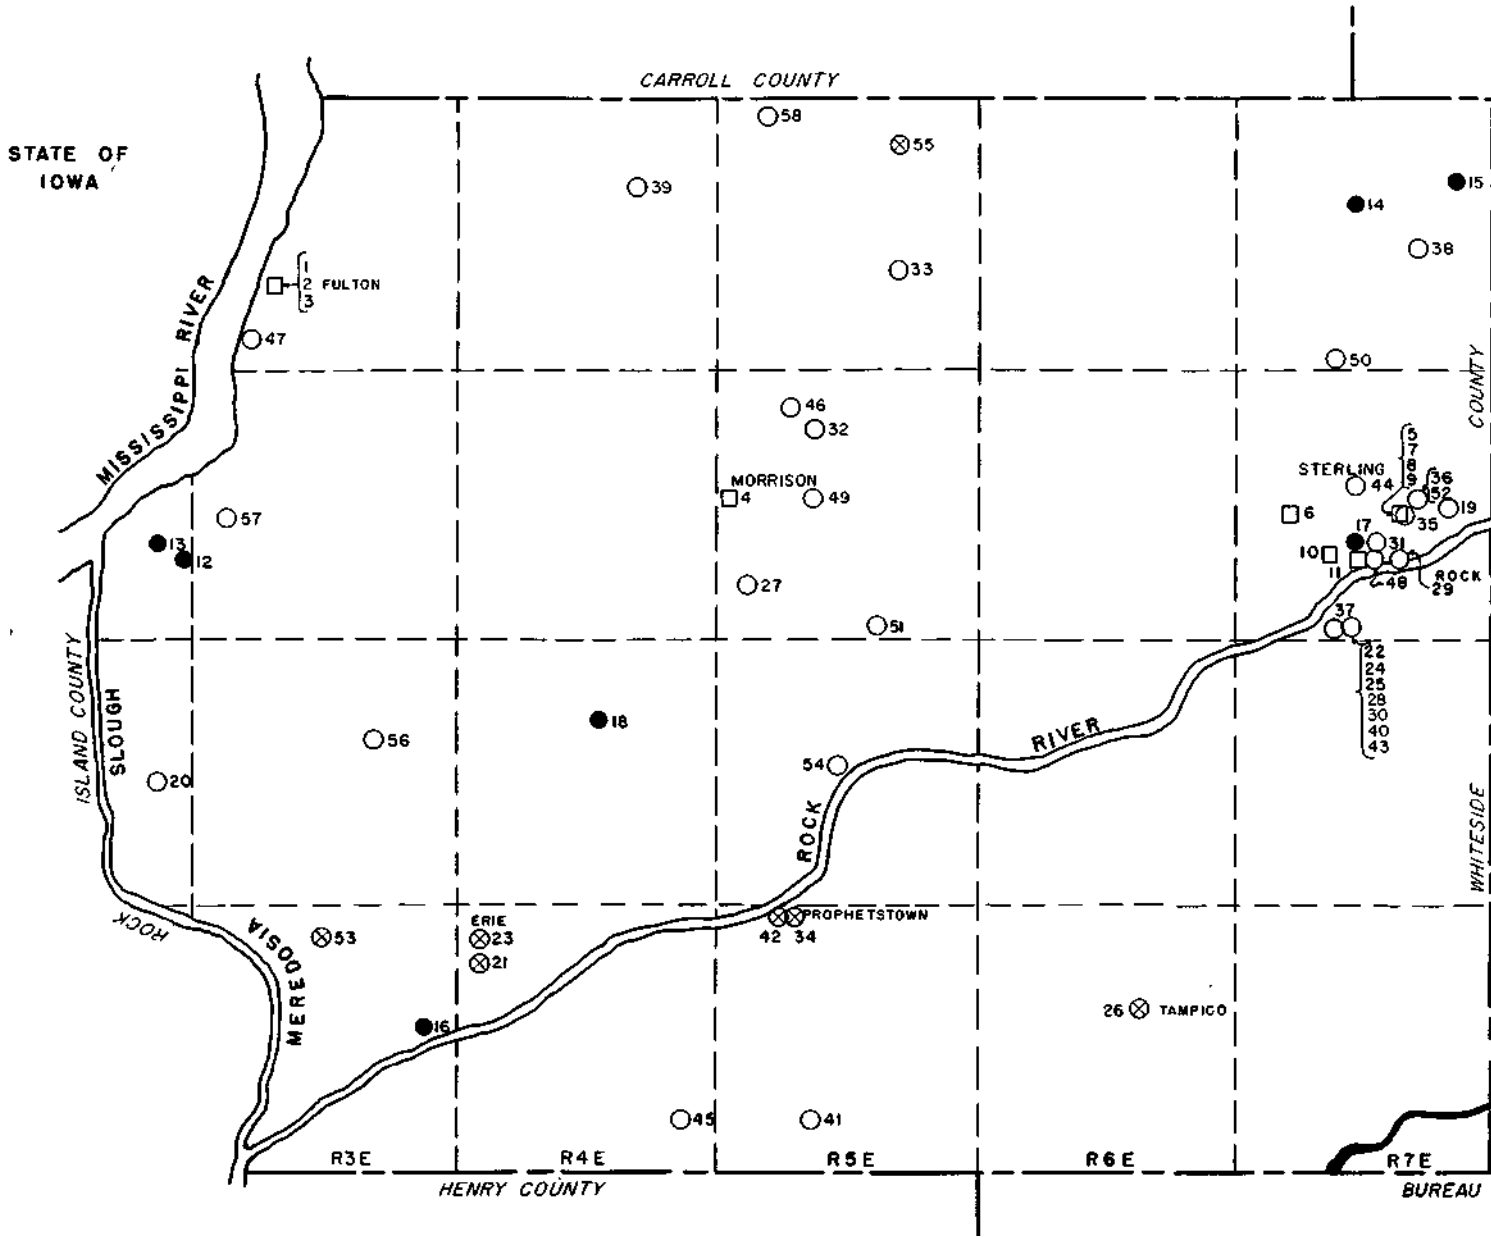 CARROLL COUNTY
STATE OF
IOWA
58
55
39
15
14
38
33
1
2 FULTON
3
MISSISSIPPI RIVER
47
50
COUNTY
46
32
MORRISON
4
49
STERLING
5
7
8
9
36
52
44
19
6
35
57
13
12
17
31
10
11
48
ROCK
29
27
51
37
22
24
25
28
30
40
43
ISLAND COUNTY
SLOUGH
18
56
RIVER
54
20
ROCK
WHITESIDE
ROCK
MEREDOSIA
53
ERIE
23
21
PROPHETSTOWN
42 34
26 TAMPICO
16
45
41
R3E R4E R5E R6E R7E
HENRY COUNTY
BUREAU